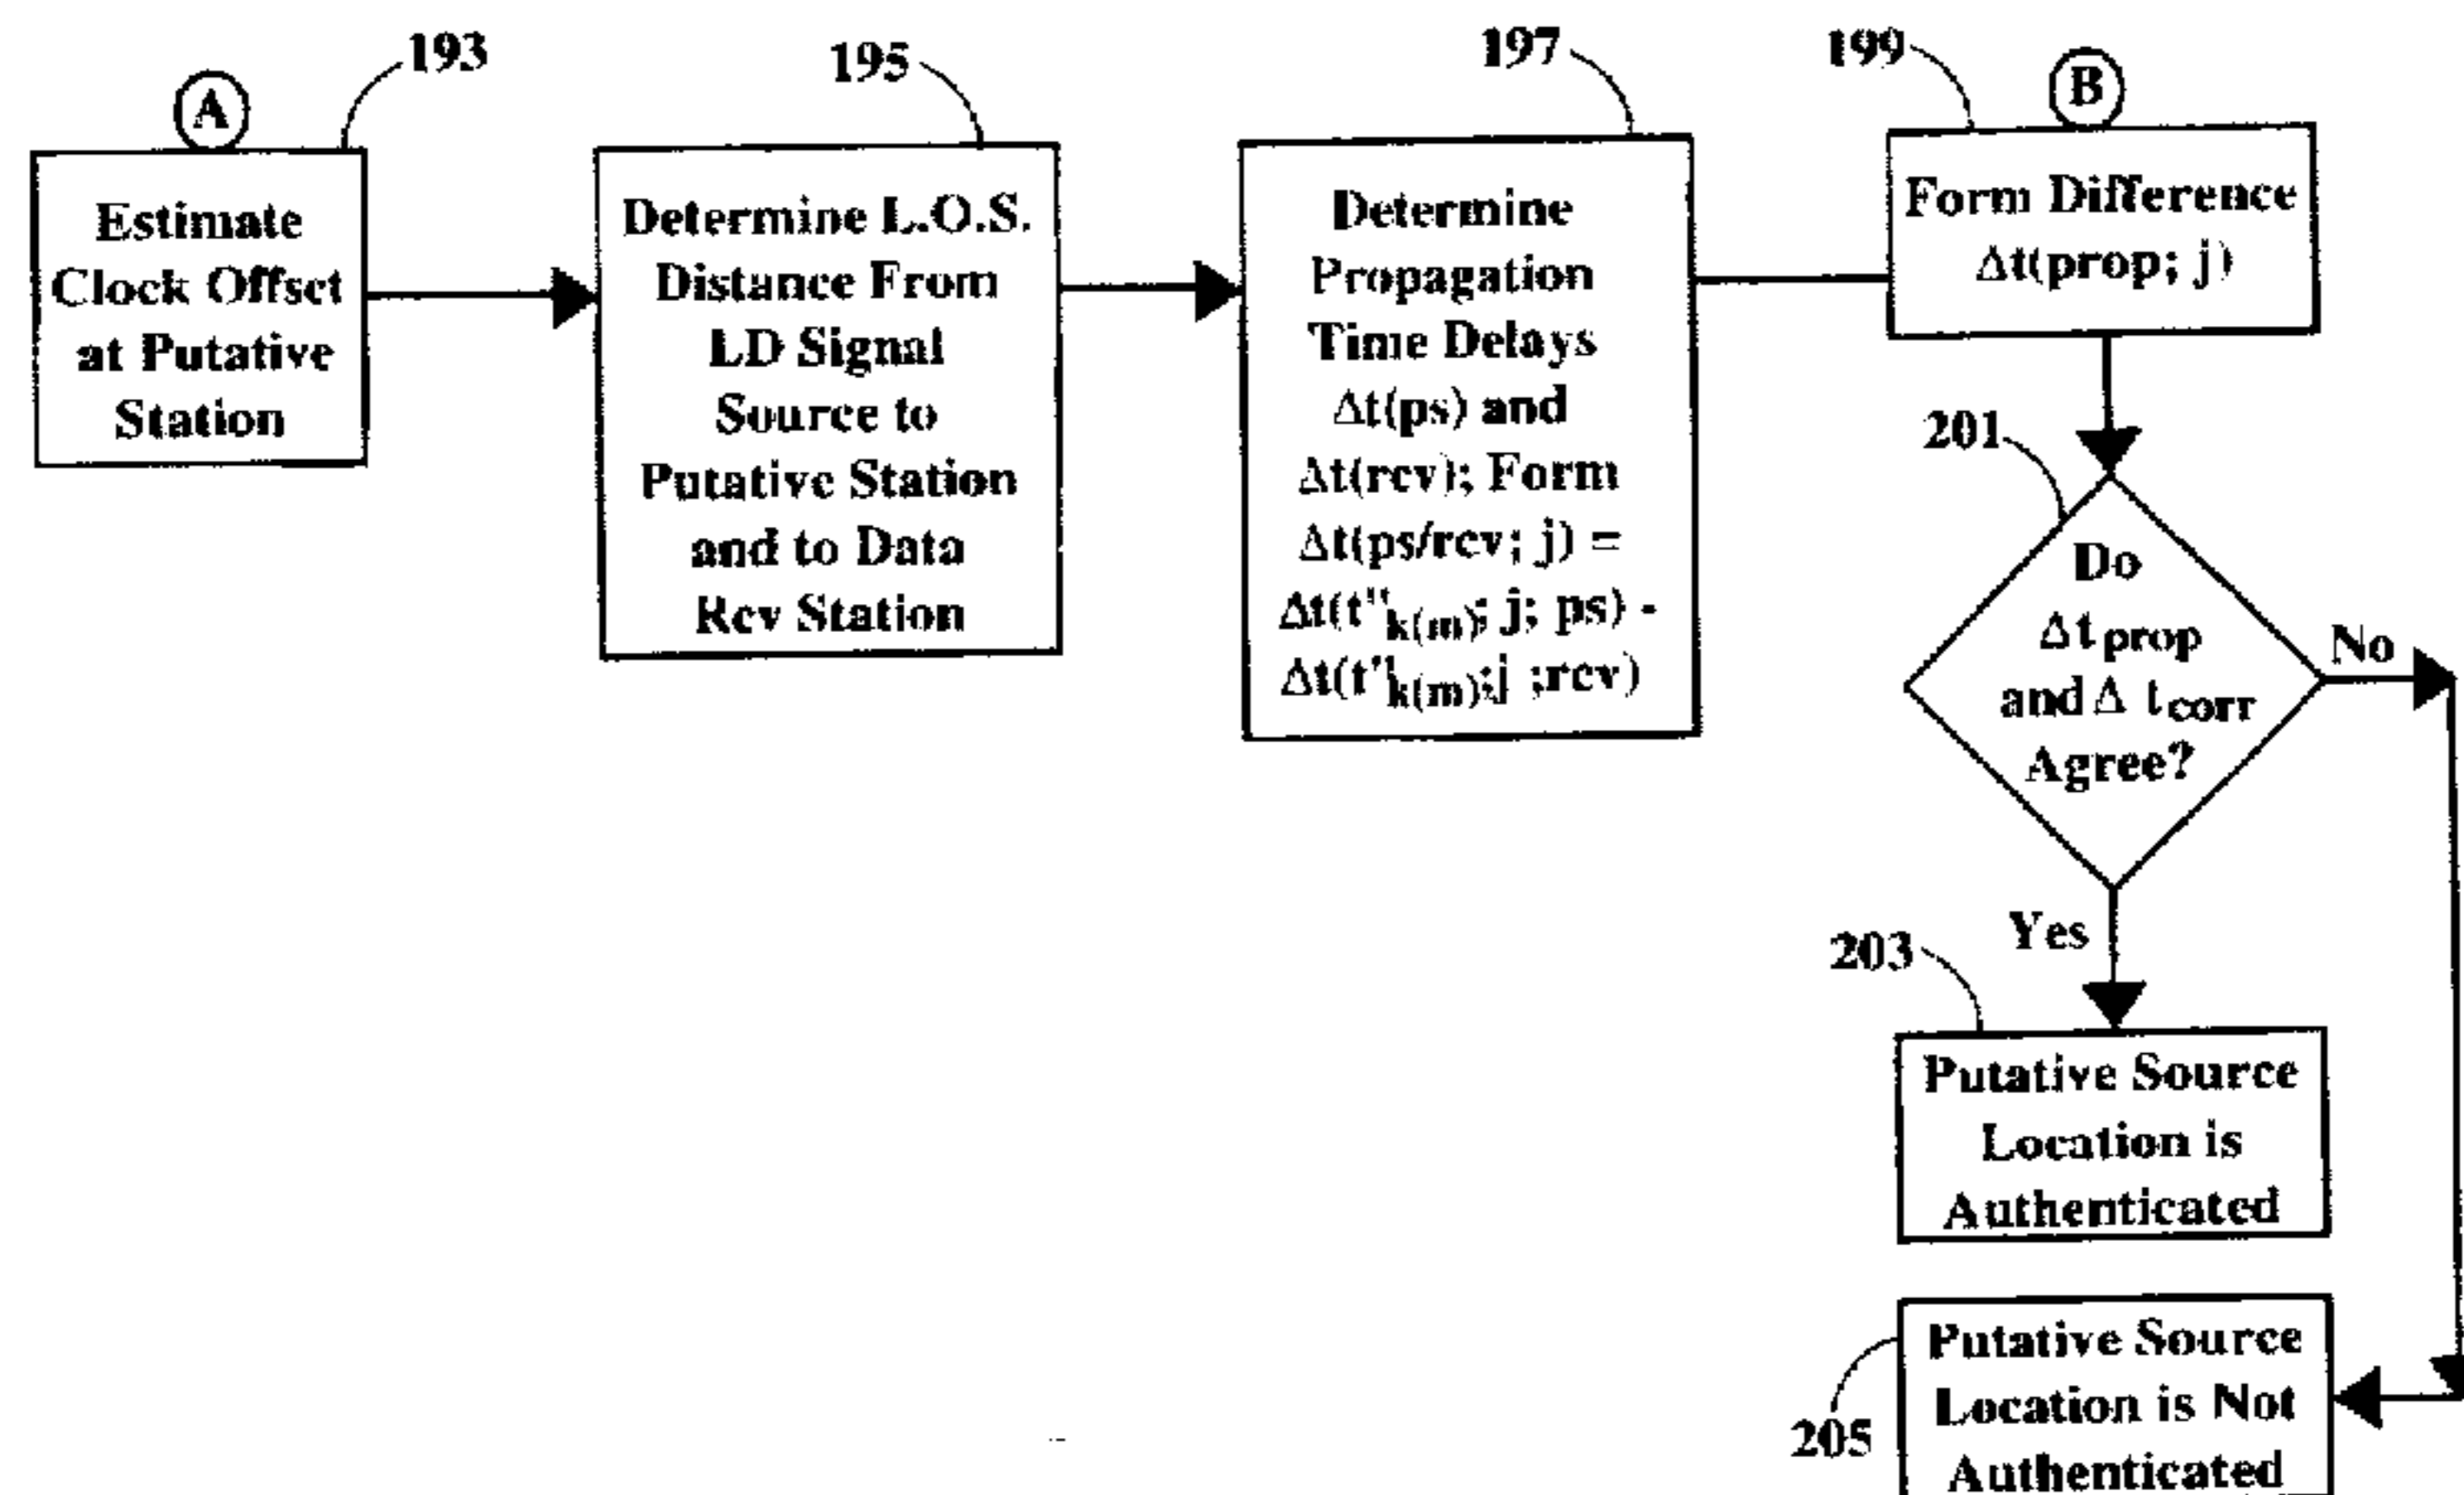 A
193
Estimate
Clock Offset
at Putative
Station
195
Determine L.O.S.
Distance From
LD Signal
Source to
Putative Station
and to Data
Rcv Station
197
Determine
Propagation
Time Delays
Δt(ps) and
Δt(rcv); Form
Δt(ps/rcv; j) =
Δt(t"k(m); j; ps) -
Δt(t"k(m);j ;rcv)
199
B
Form Difference
Δt(prop; j)
201
Do
Δt prop
and Δ t corr
Agree?
No
Yes
203
Putative Source
Location is
Authenticated
205
Putative Source
Location is Not
Authenticated